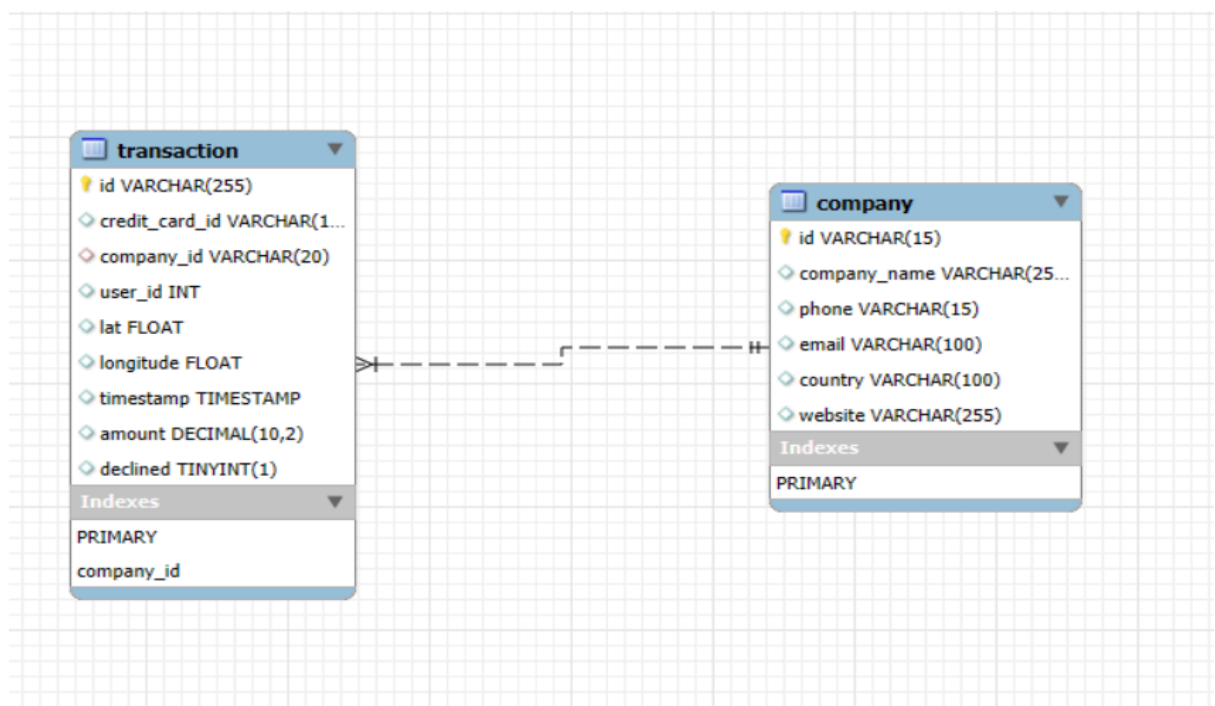 transaction
id VARCHAR(255)
credit_card_id VARCHAR(1...
company_id VARCHAR(20)
user_id INT
lat FLOAT
longitude FLOAT
timestamp TIMESTAMP
amount DECIMAL(10,2)
declined TINYINT(1)
Indexes
PRIMARY
company_id
company
id VARCHAR(15)
company_name VARCHAR(25...
phone VARCHAR(15)
email VARCHAR(100)
country VARCHAR(100)
website VARCHAR(255)
Indexes
PRIMARY